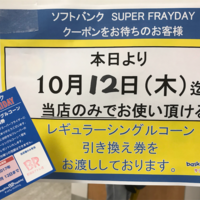 ソフトバンク SUPER FRAYDAY
クーポンをお待ちのお客様
本日より
10月12日(木)迄
当店のみでお使い頂ける
レギュラーシングルコーン
引き換え券を
お渡ししております。
BR